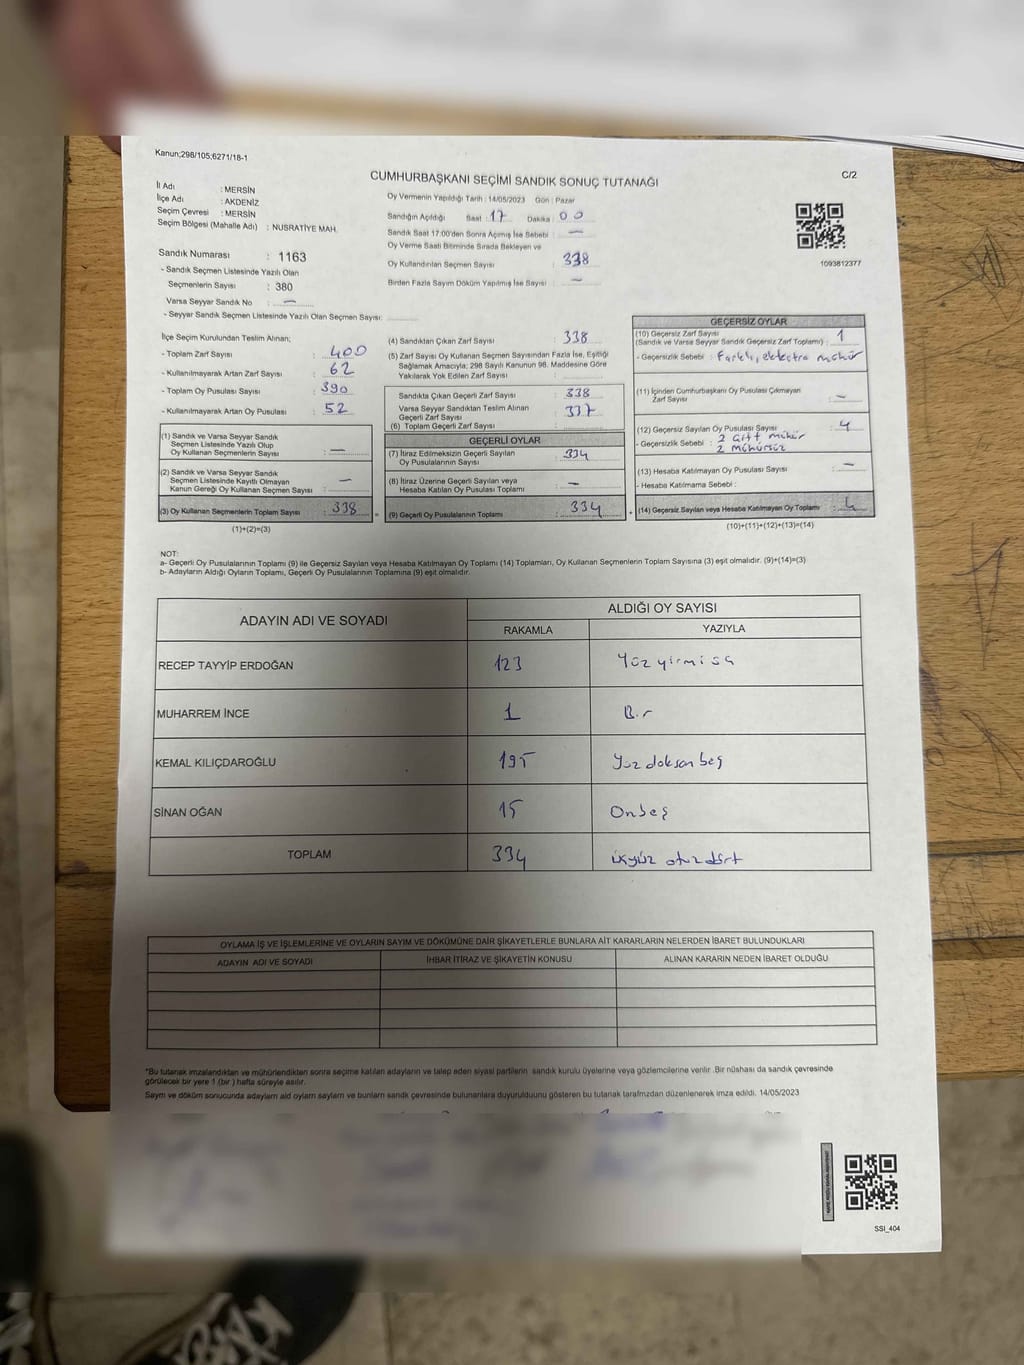 Kanun;298/105;6271/18-1
CUMHURBAŞKANI SEÇİMİ SANDIK SONUÇ TUTANAĞI
C/2
İl Adı : MERSİN
İlçe Adı : AKDENİZ
Seçim Çevresi : MERSİN
Seçim Bölgesi (Mahalle Adı) : NUSRATİYE MAH.
Oy Vermenin Yapıldığı Tarih : 14/05/2023 Gün : Pazar
Sandığın Açıldığı Saat : 17 Dakika : 00
Sandık Saat 17:00'den Sonra Açımış İse Sebebi : —
Oy Verme Saati Bitiminde Sırada Bekleyen ve
Oy Kullandırılan Seçmen Sayısı : 338
Birden Fazla Sayım Döküm Yapılmış İse Sayısı : —
1093812377
Sandık Numarası : 1163
- Sandık Seçmen Listesinde Yazılı Olan
Seçmenlerin Sayısı : 380
Varsa Seyyar Sandık No : —
- Seyyar Sandık Seçmen Listesinde Yazılı Olan Seçmen Sayısı:
İlçe Seçim Kurulundan Teslim Alınan;
- Toplam Zarf Sayısı : 400
- Kullanılmayarak Artan Zarf Sayısı : 62
- Toplam Oy Pusulası Sayısı : 390
- Kullanılmayarak Artan Oy Pusulası : 52
(1) Sandık ve Varsa Seyyar Sandık
Seçmen Listesinde Yazılı Olup
Oy Kullanan Seçmenlerin Sayısı : —
(2) Sandık ve Varsa Seyyar Sandık
Seçmen Listesinde Kayıtlı Olmayan
Kanun Gereği Oy Kullanan Seçmen Sayısı : —
(3) Oy Kullanan Seçmenlerin Toplam Sayısı : 338
(1)+(2)=(3)
(4) Sandıktan Çıkan Zarf Sayısı : 338
(5) Zarf Sayısı Oy Kullanan Seçmen Sayısından Fazla İse, Eşitliği
Sağlamak Amacıyla; 298 Sayılı Kanunun 98. Maddesine Göre
Yakılarak Yok Edilen Zarf Sayısı :
Sandıkta Çıkan Geçerli Zarf Sayısı : 338
Varsa Seyyar Sandıktan Teslim Alınan : 337
Geçerli Zarf Sayısı
(6) Toplam Geçerli Zarf Sayısı :
GEÇERLİ OYLAR
(7) İtiraz Edilmeksizin Geçerli Sayılan : 334
Oy Pusulalarının Sayısı
(8) İtiraz Üzerine Geçerli Sayılan veya : —
Hesaba Katılan Oy Pusulası Toplamı
(9) Geçerli Oy Pusulalarının Toplamı : 334
GEÇERSİZ OYLAR
(10) Geçersiz Zarf Sayısı
(Sandık ve Varsa Seyyar Sandık Geçersiz Zarf Toplamı) : 1
- Geçersizlik Sebebi : Farklı, mühür
(11) İçinden Cumhurbaşkanı Oy Pusulası Çıkmayan
Zarf Sayısı : —
(12) Geçersiz Sayılan Oy Pusulası Sayısı : 4
- Geçersizlik Sebebi : 2 çift mühür
2 mühürsüz
(13) Hesaba Katılmayan Oy Pusulası Sayısı : —
- Hesaba Katılmama Sebebi :
(14) Geçersiz Sayılan veya Hesaba Katılmayan Oy Toplamı : 4
(10)+(11)+(12)+(13)=(14)
NOT:
a- Geçerli Oy Pusulalarının Toplamı (9) ile Geçersiz Sayılan veya Hesaba Katılmayan Oy Toplamı (14) Toplamları, Oy Kullanan Seçmenlerin Toplam Sayısına (3) eşit olmalıdır. (9)+(14)=(3)
b- Adayların Aldığı Oyların Toplamı, Geçerli Oy Pusulalarının Toplamına (9) eşit olmalıdır.
ADAYIN ADI VE SOYADI
ALDIĞI OY SAYISI
RAKAMLA YAZIYLA
RECEP TAYYİP ERDOĞAN 123 Yüz yirmi
MUHARREM İNCE 1 Bir
KEMAL KILIÇDAROĞLU 195 Yüz doksan beş
SİNAN OĞAN 15 Onbeş
TOPLAM 334 otuz dört
OYLAMA İŞ VE İŞLEMLERİNE VE OYLARIN SAYIM VE DÖKÜMÜNE DAİR ŞİKAYETLERLE BUNLARA AİT KARARLARIN NELERDEN İBARET BULUNDUKLARI
ADAYIN ADI VE SOYADI İHBAR İTİRAZ VE ŞİKAYETİN KONUSU ALINAN KARARIN NEDEN İBARET OLDUĞU
*Bu tutanak imzalandıktan ve mühürlendikten sonra seçime katılan adayların ve talep eden siyasi partilerin sandık kurulu üyelerine veya gözlemcilerine verilir .Bir nüshası da sandık çevresinde
görülecek bir yere 1 (bir ) hafta süreyle asılır.
Sayım ve döküm sonucunda adayların ald oyların sayların ve bunların sandık çevresinde bulunanlara duyurulduunu gösteren bu tutanak tarafmzdan düzenlenerek imza edildi. 14/05/2023
SSI_404